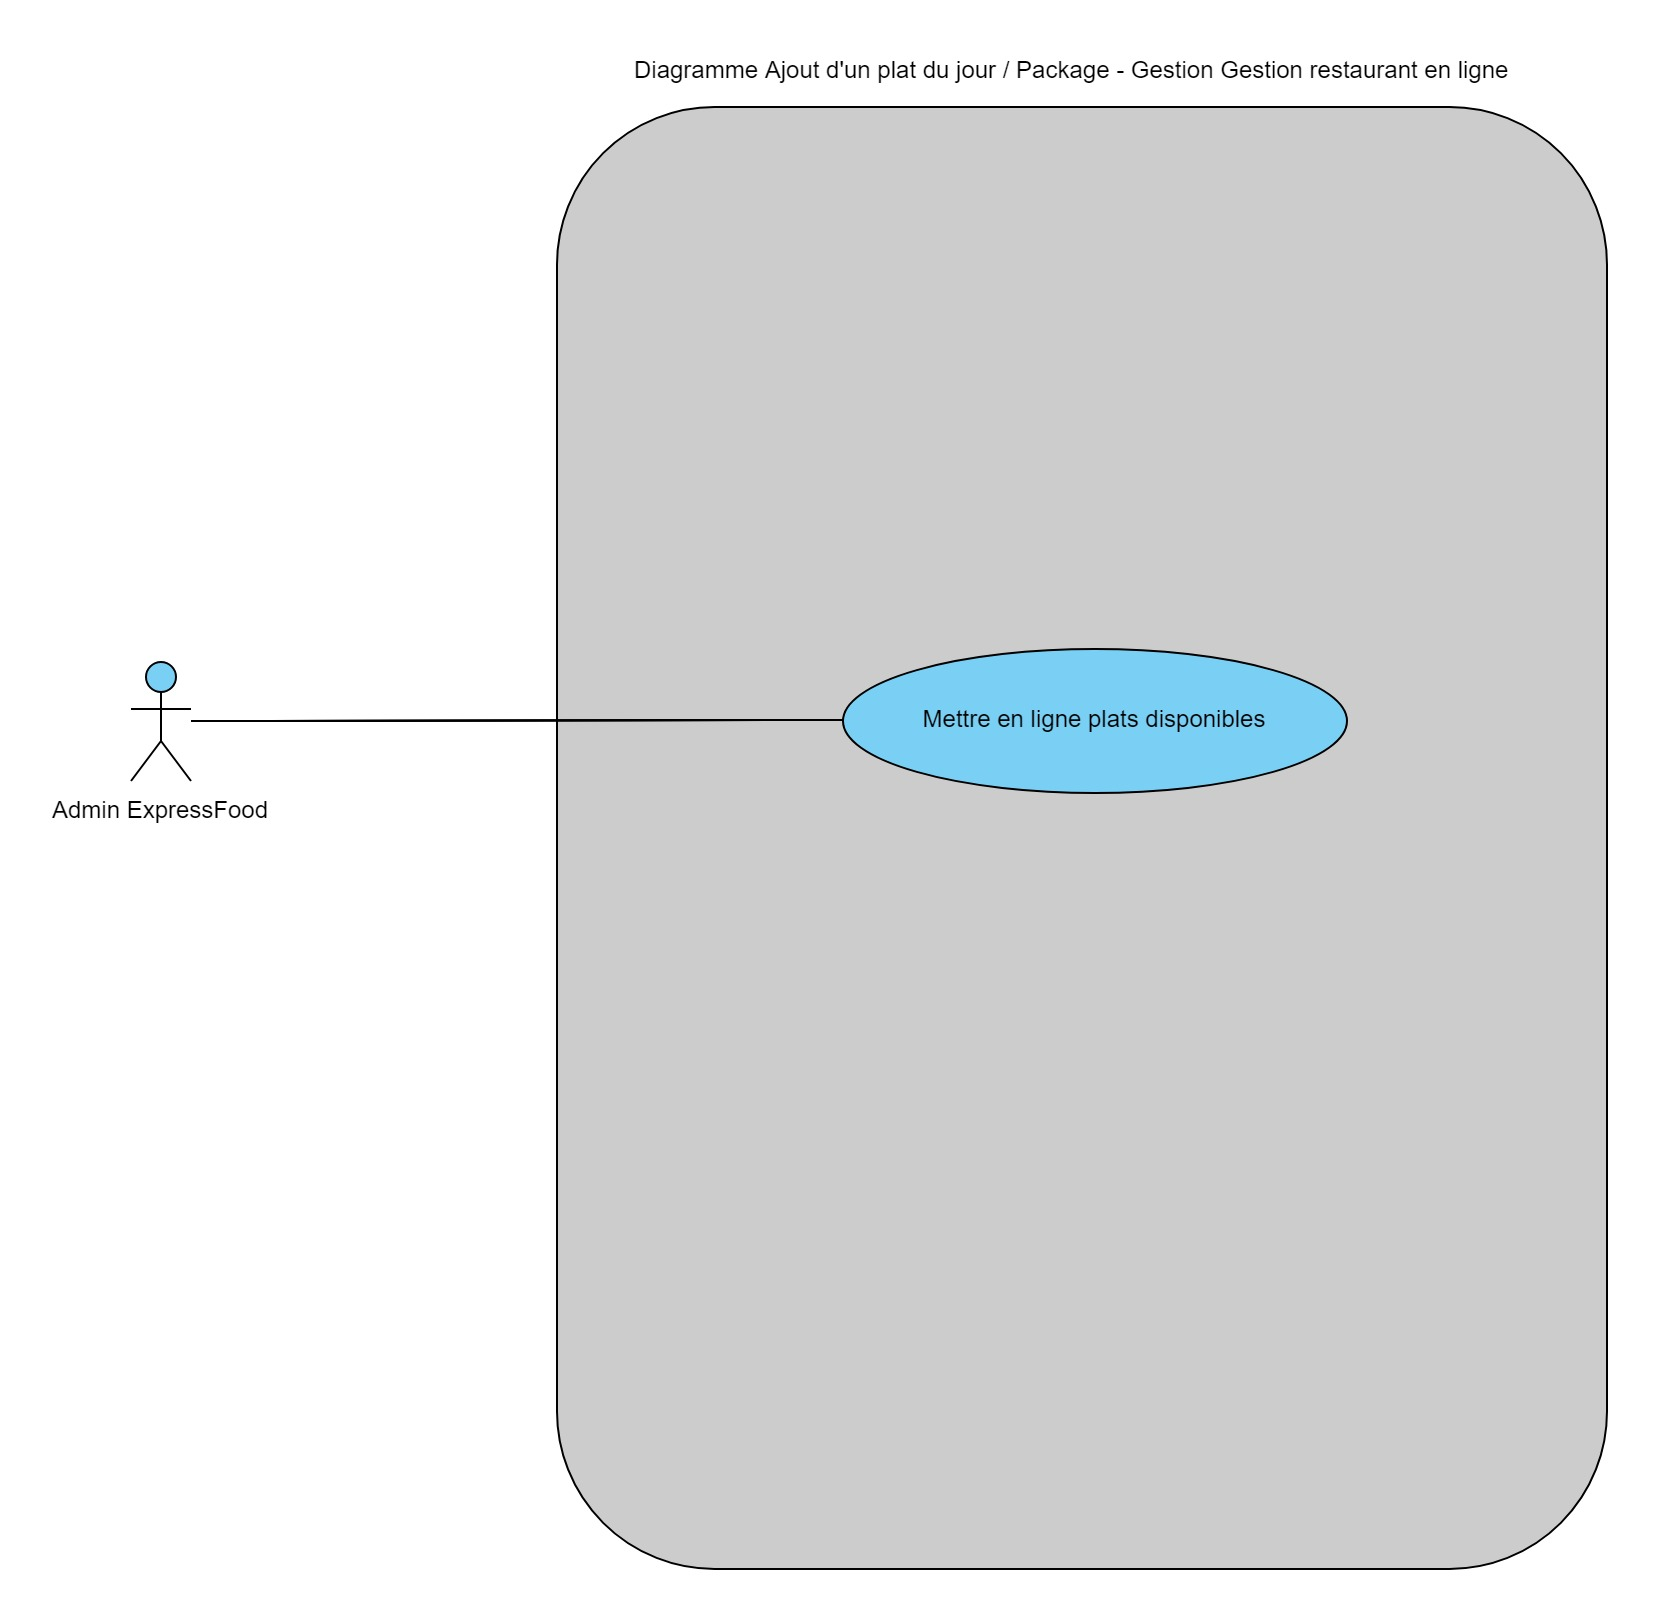 Diagramme Ajout d'un plat du jour / Package - Gestion Gestion restaurant en ligne
Mettre en ligne plats disponibles
Admin ExpressFood